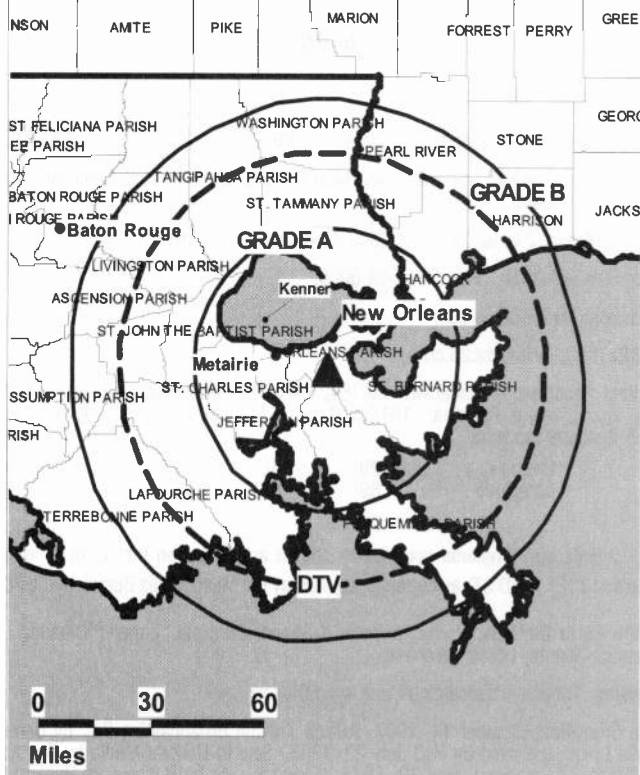 NSON
AMITE
PIKE
MARION
FORREST
PERRY
GREE
GEORG
ST FELICIANA PARISH
EE PARISH
WASHINGTON PARISH
STONE
PEARL RIVER
TANGIPAHOA PARISH
BATON ROUGE PARISH
ST. TAMMANY PARISH
GRADE B
HARRISON
JACKS
ROUGE PARISH
Baton Rouge
GRADE A
LIVINGSTON PARISH
HANCOCK
Kenner
ASCENSION PARISH
New Orleans
ST. JOHN THE BAPTIST PARISH
ORLEANS PARISH
Metairie
ST. CHARLES PARISH
ST. BERNARD PARISH
SSUMPTION PARISH
JEFFERSON PARISH
RISH
LAFOURCHE PARISH
TERREBONNE PARISH
PLAQUEMINES PARISH
DTV
0 30 60
Miles